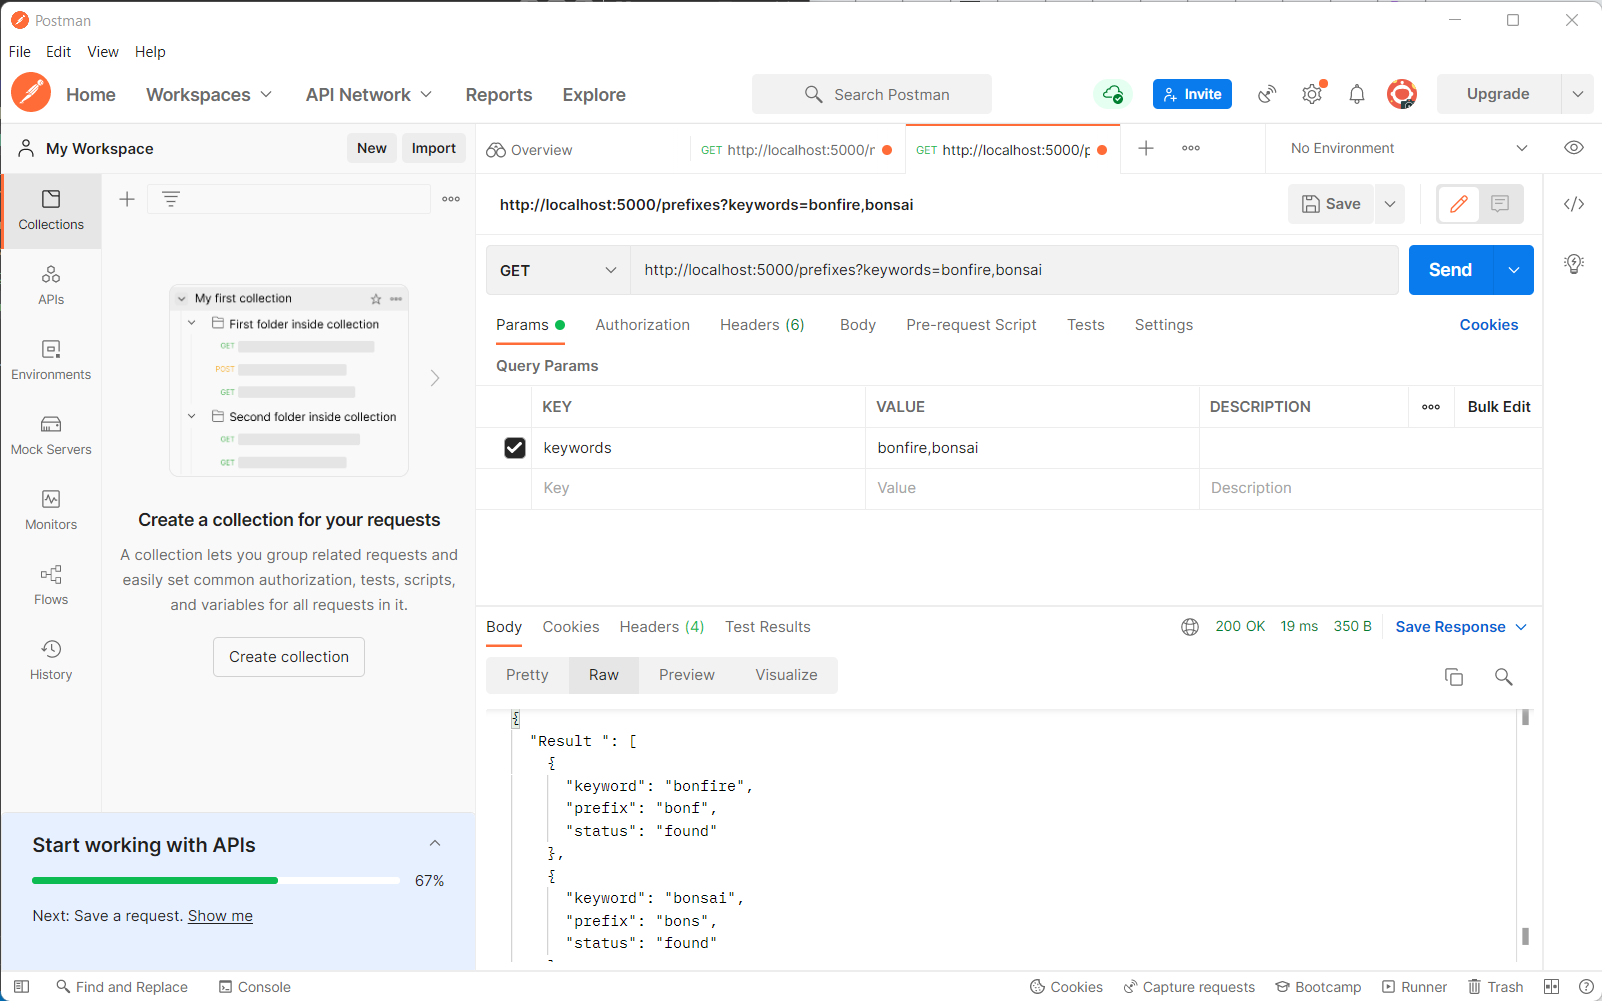 Postman
File Edit View Help
Home Workspaces API Network Reports Explore Search Postman Invite Upgrade
My Workspace New Import
Overview GET http://localhost:5000/r GET http://localhost:5000/p No Environment
http://localhost:5000/prefixes?keywords=bonfire,bonsai Save
GET http://localhost:5000/prefixes?keywords=bonfire,bonsai Send
Params Authorization Headers (6) Body Pre-request Script Tests Settings Cookies
Query Params
KEY VALUE DESCRIPTION Bulk Edit
keywords bonfire,bonsai
Key Value Description
Collections
APIs
Environments
Mock Servers
Monitors
Flows
History
My first collection
First folder inside collection
GET
POST
GET
Second folder inside collection
GET
GET
Create a collection for your requests
A collection lets you group related requests and
easily set common authorization, tests, scripts,
and variables for all requests in it.
Create collection
Start working with APIs
67%
Next: Save a request. Show me
Body Cookies Headers (4) Test Results 200 OK 19 ms 350 B Save Response
Pretty Raw Preview Visualize
{
"Result ": [
{
"keyword": "bonfire",
"prefix": "bonf",
"status": "found"
},
{
"keyword": "bonsai",
"prefix": "bons",
"status": "found"
Find and Replace Console Cookies Capture requests Bootcamp Runner Trash